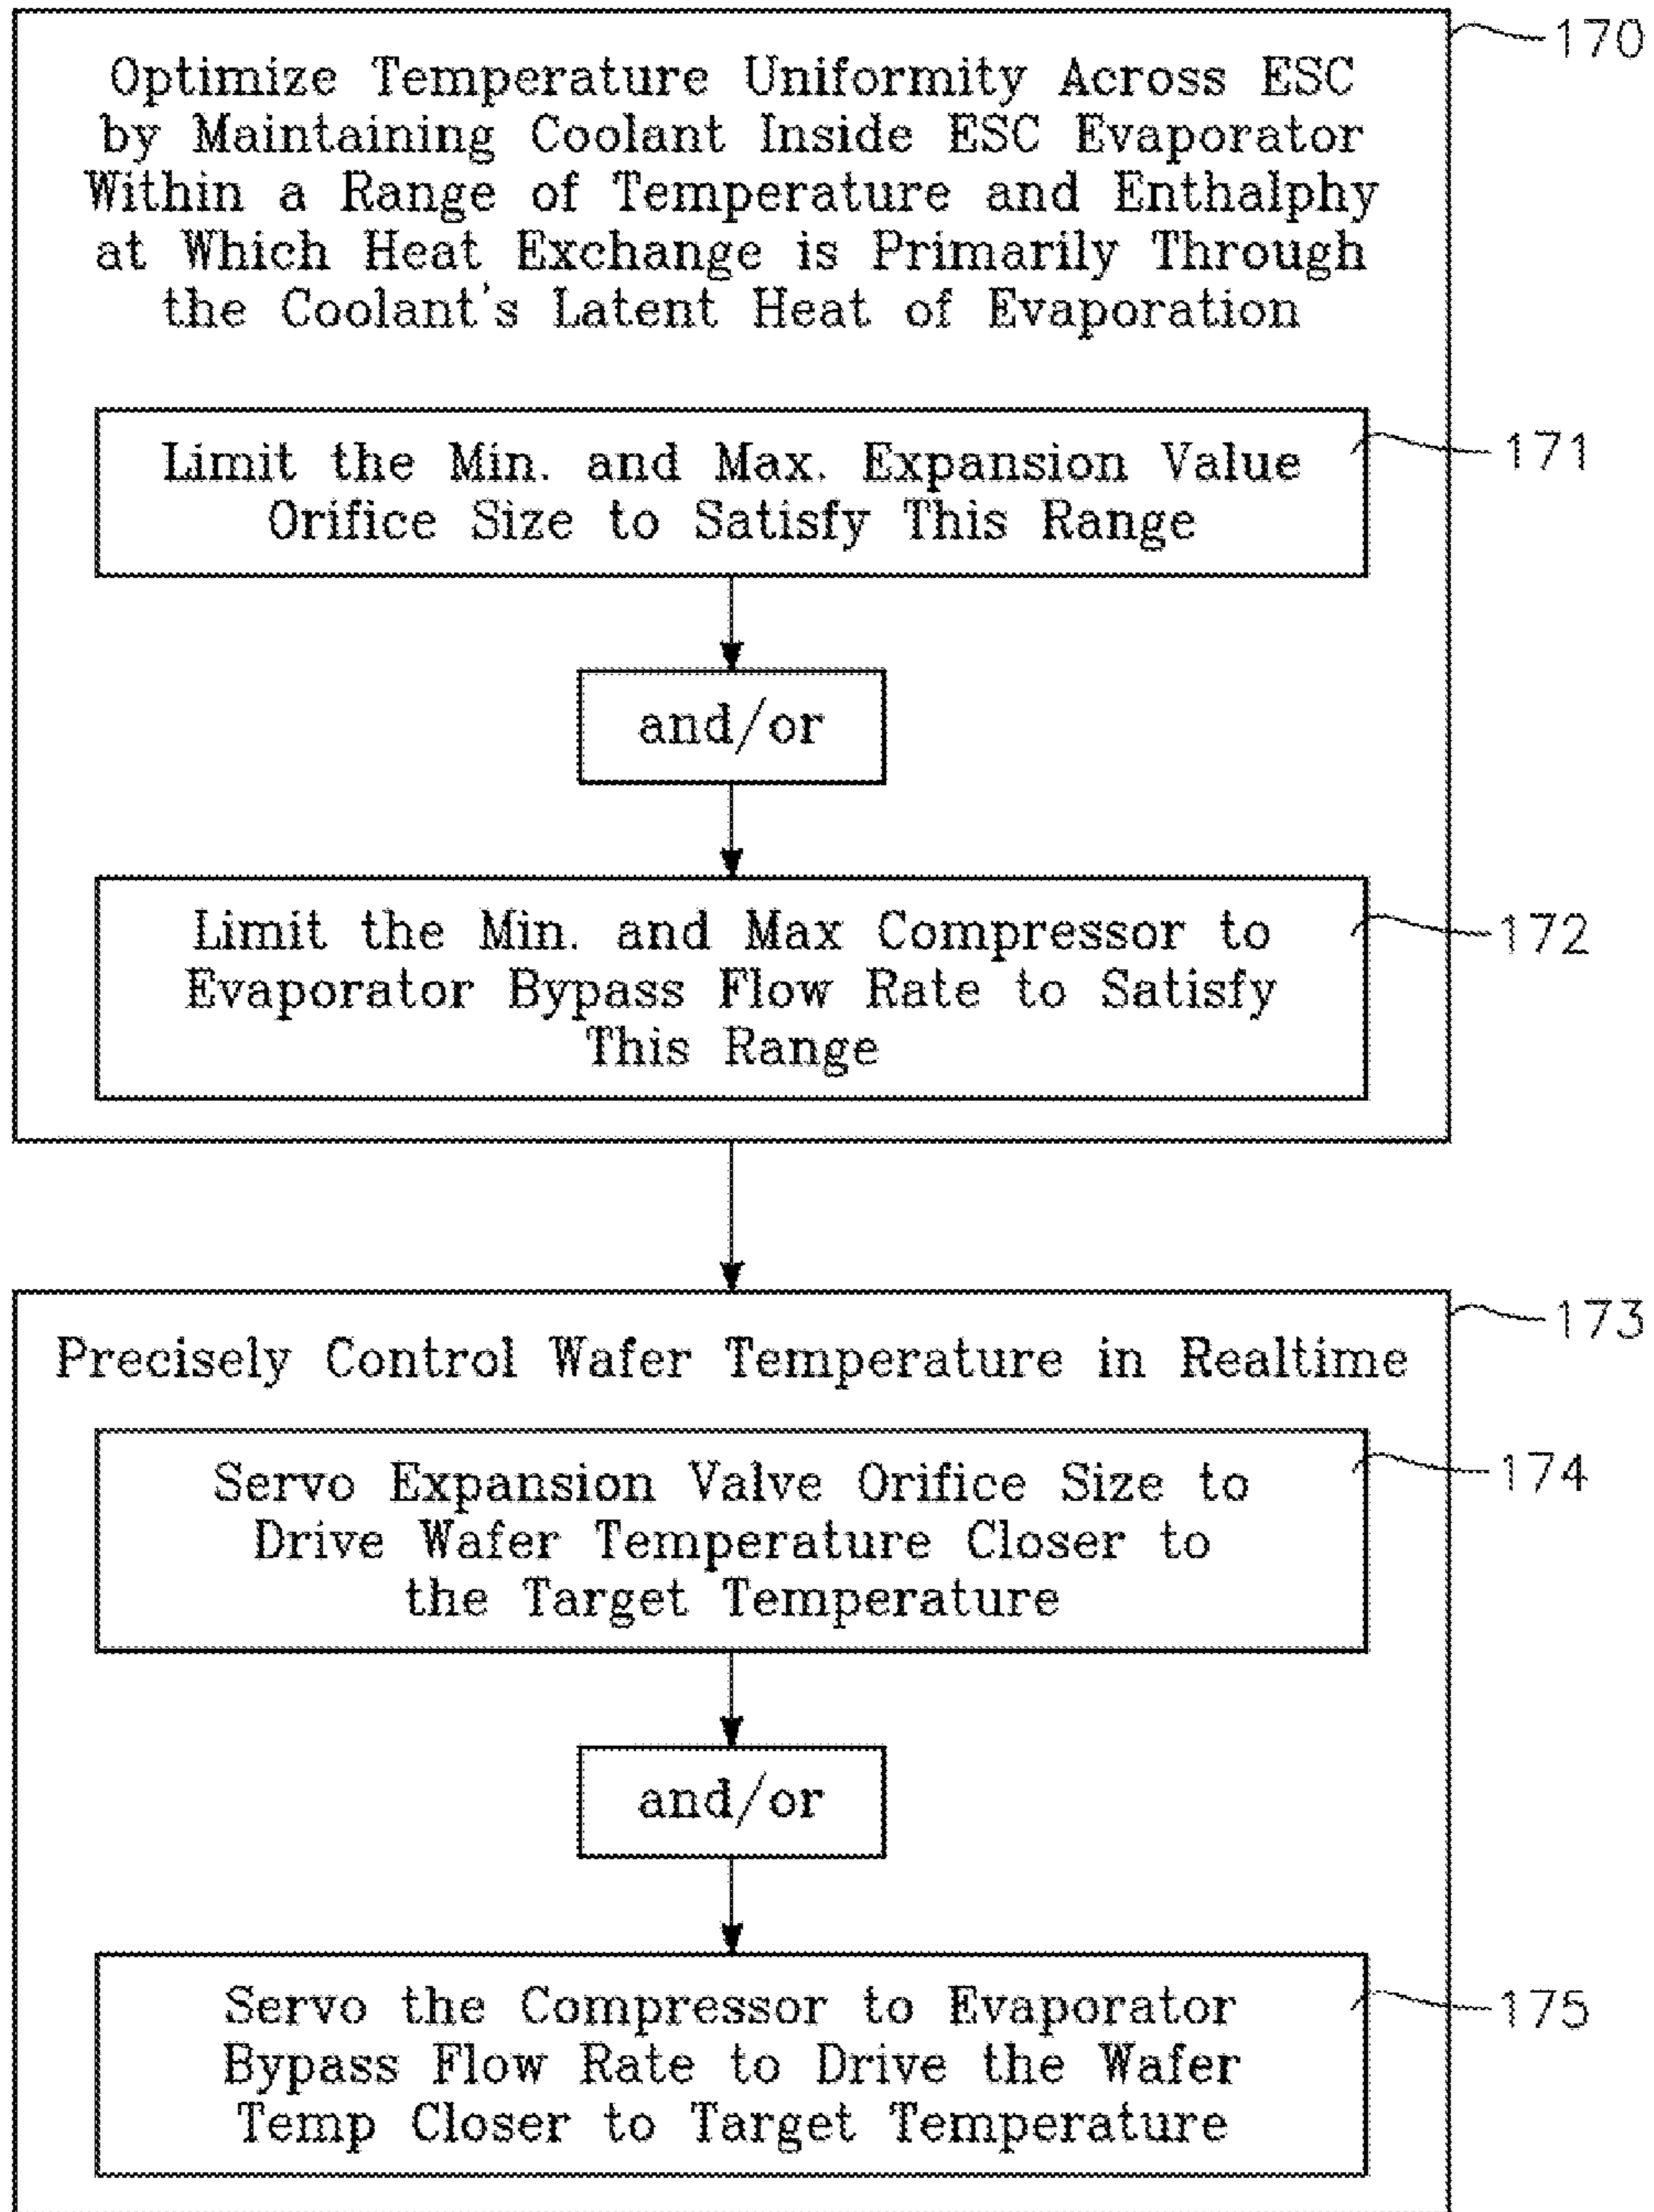 170
Optimize Temperature Uniformity Across ESC
by Maintaining Coolant Inside ESC Evaporator
Within a Range of Temperature and Enthalphy
at Which Heat Exchange is Primarily Through
the Coolant's Latent Heat of Evaporation
171
Limit the Min. and Max. Expansion Value
Orifice Size to Satisfy This Range
and/or
172
Limit the Min. and Max Compressor to
Evaporator Bypass Flow Rate to Satisfy
This Range
173
Precisely Control Wafer Temperature in Realtime
174
Servo Expansion Valve Orifice Size to
Drive Wafer Temperature Closer to
the Target Temperature
and/or
175
Servo the Compressor to Evaporator
Bypass Flow Rate to Drive the Wafer
Temp Closer to Target Temperature